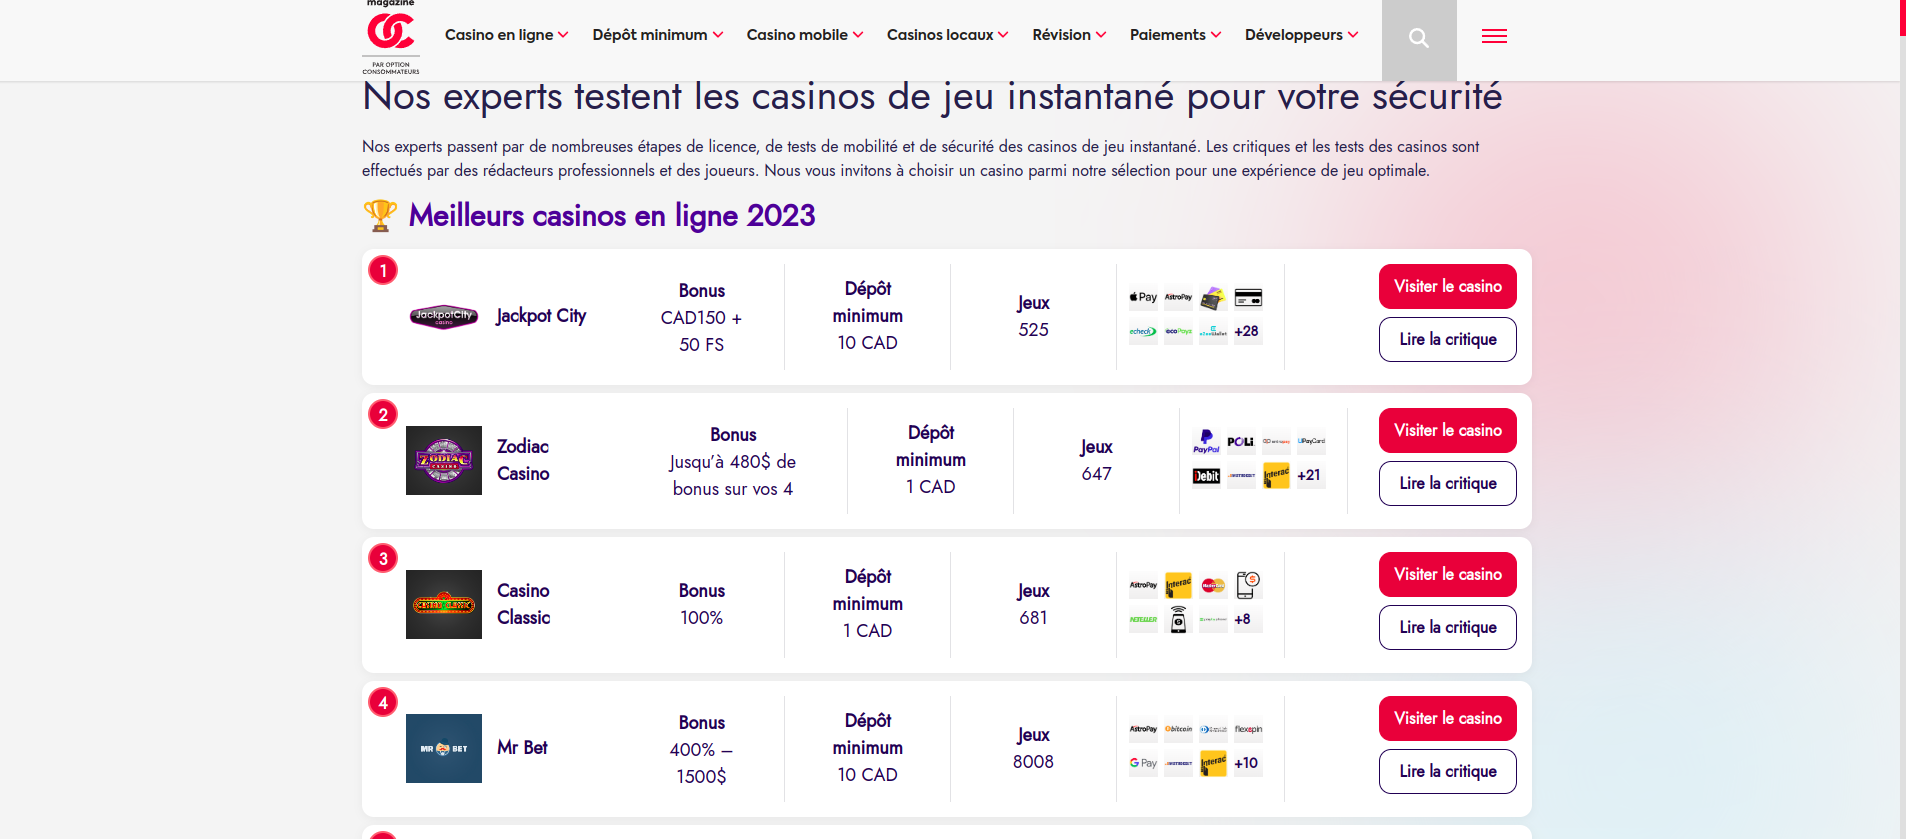 magazine
PAR OPTION
CONSOMMATEURS
Casino en ligne
Dépôt minimum
Casino mobile
Casinos locaux
Révision
Paiements
Développeurs
Nos experts testent les casinos de jeu instantané pour votre sécurité
Nos experts passent par de nombreuses étapes de licence, de tests de mobilité et de sécurité des casinos de jeu instantané. Les critiques et les tests des casinos sont
effectués par des rédacteurs professionnels et des joueurs. Nous vous invitons à choisir un casino parmi notre sélection pour une expérience de jeu optimale.
🏆 Meilleurs casinos en ligne 2023
1
JackpotCity
casino
Jackpot City
Bonus
CAD150 +
50 FS
Dépôt
minimum
10 CAD
Jeux
525
Pay
AstroPay
echeck
ecoPayz
+28
Visiter le casino
Lire la critique
2
ZODIAC
CASINO
Zodiac
Casino
Bonus
Jusqu'à 480$ de
bonus sur vos 4
Dépôt
minimum
1 CAD
Jeux
647
PayPal
POLi
UPayCard
Debit
Interac
+21
Visiter le casino
Lire la critique
3
CASINO CLASSIC
Casino
Classic
Bonus
100%
Dépôt
minimum
1 CAD
Jeux
681
AstroPay
Interac
MasterCard
NETELLER
+8
Visiter le casino
Lire la critique
4
MR BET
Mr Bet
Bonus
400% –
1500$
Dépôt
minimum
10 CAD
Jeux
8008
AstroPay
bitcoin
flexepin
G Pay
Interac
+10
Visiter le casino
Lire la critique